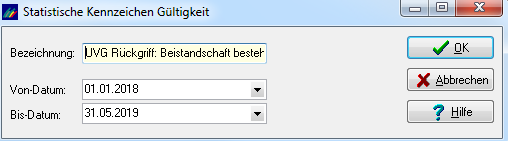 Statistische Kennzeichen Gültigkeit
Bezeichnung: UVG Rückgriff: Beistandschaft besteh
OK
Von-Datum: 01.01.2018
Abbrechen
Bis-Datum: 31.05.2019
Hilfe